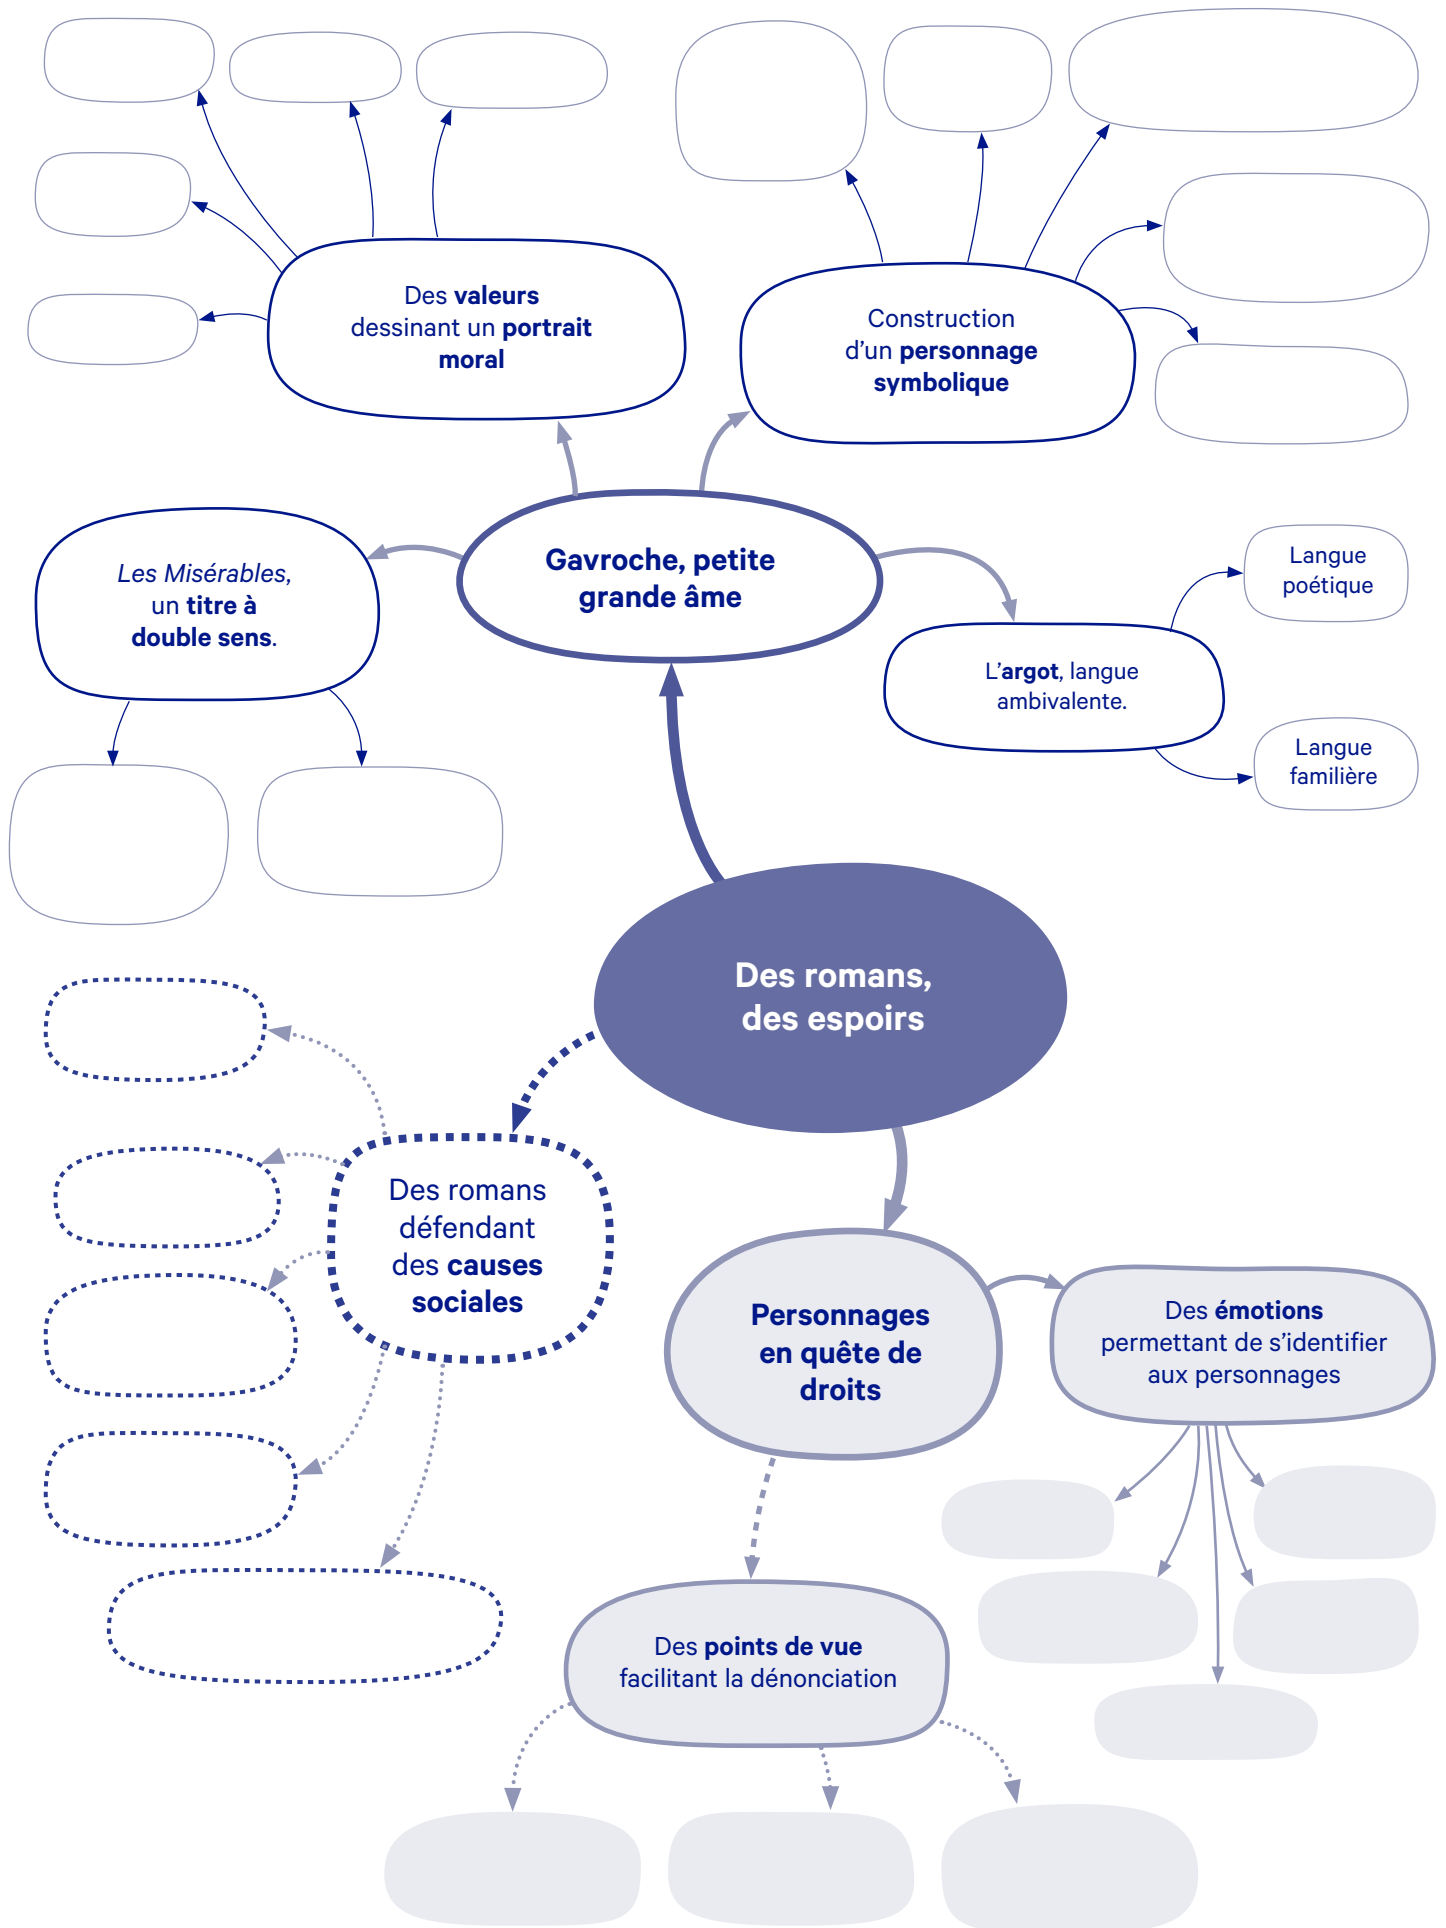 Des valeurs
dessinant un portrait
moral
Construction
d'un personnage
symbolique
Les Misérables,
un titre à
double sens.
Gavroche, petite
grande âme
Langue
poétique
L'argot, langue
ambivalente.
Langue
familière
Des romans,
des espoirs
Des romans
défendant
des causes
sociales
Personnages
en quête de
droits
Des émotions
permettant de s'identifier
aux personnages
Des points de vue
facilitant la dénonciation